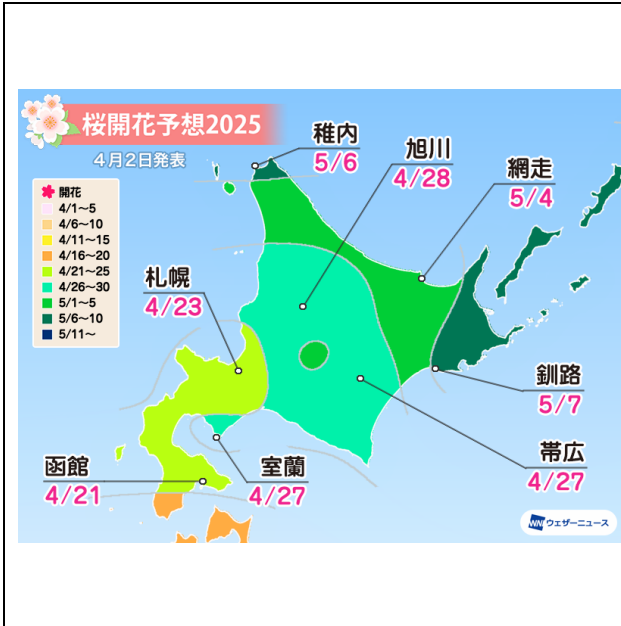 桜開花予想2025
4月2日発表
開花
4/1〜5
4/6〜10
4/11〜15
4/16〜20
4/21〜25
4/26〜30
5/1〜5
5/6〜10
5/11〜
稚内
5/6
旭川
4/28
網走
5/4
札幌
4/23
釧路
5/7
帯広
4/27
室蘭
4/27
函館
4/21
WNI ウェザーニュース